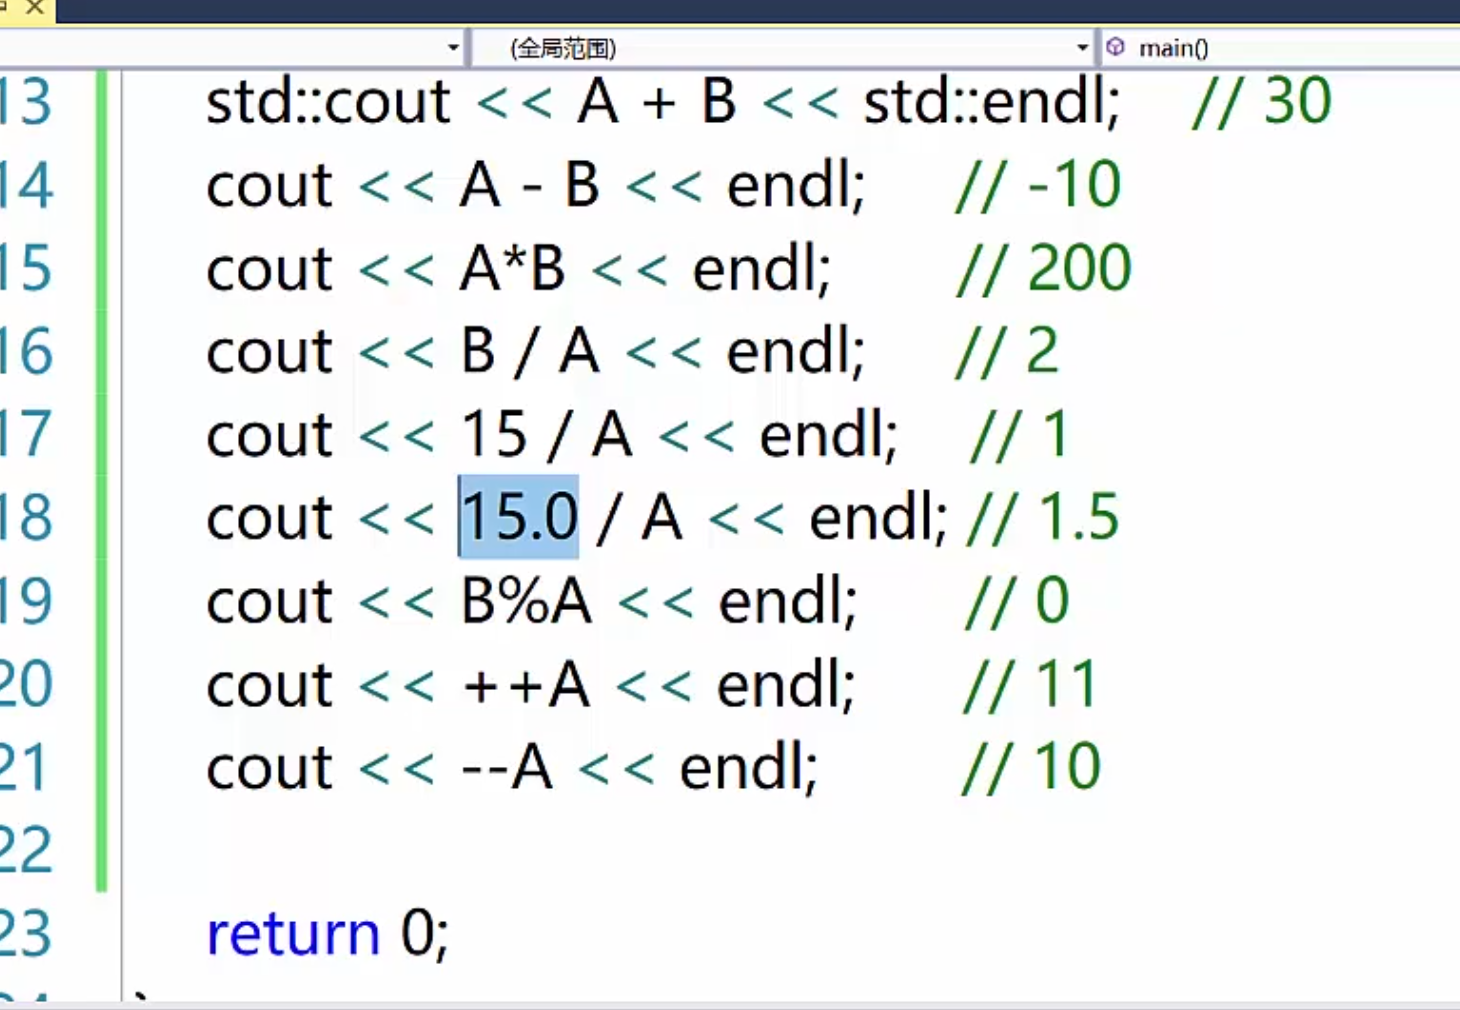 (全局范围) main()
13 std::cout << A + B << std::endl; // 30
14 cout << A - B << endl; // -10
15 cout << A*B << endl; // 200
16 cout << B / A << endl; // 2
17 cout << 15 / A << endl; // 1
18 cout << 15.0 / A << endl; // 1.5
19 cout << B%A << endl; // 0
20 cout << ++A << endl; // 11
21 cout << --A << endl; // 10
22
23 return 0;